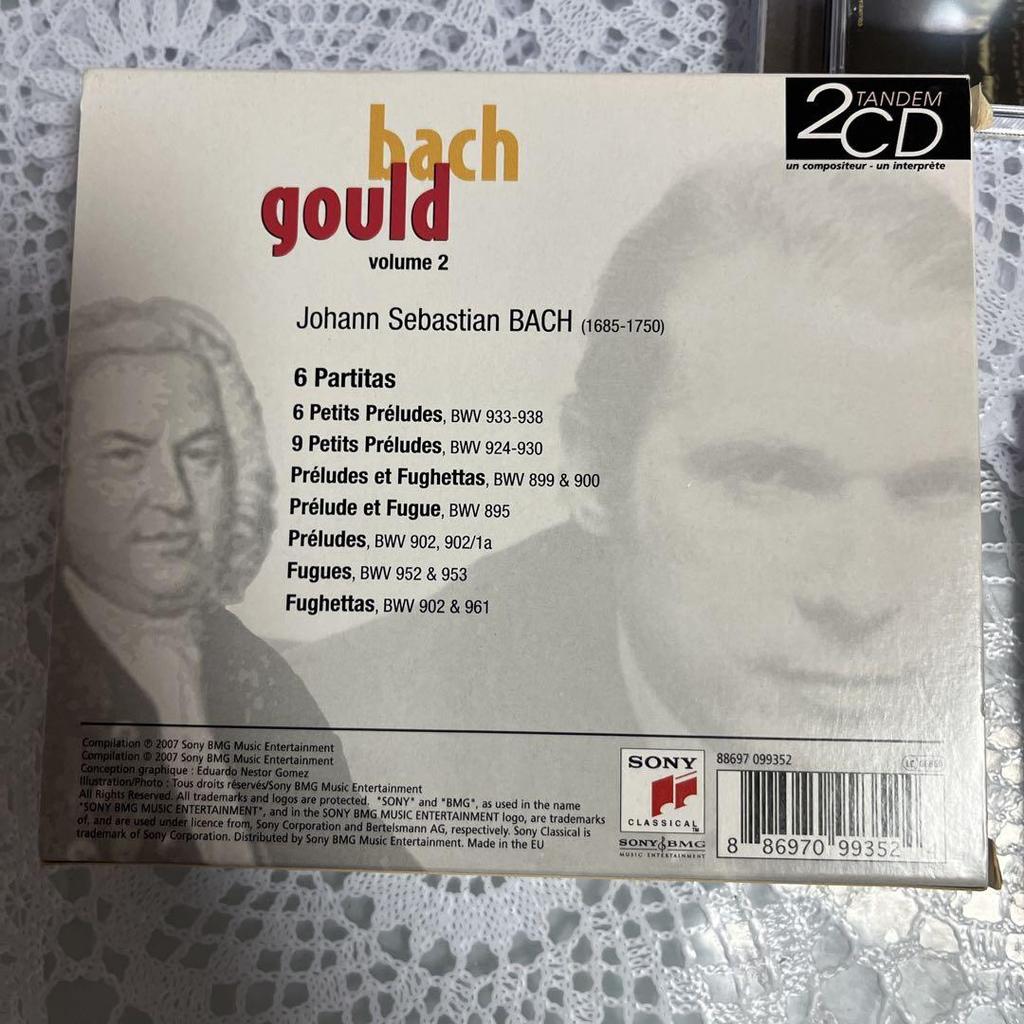 2CD TANDEM
un compositeur - un interprète
bach
gould
volume 2
Johann Sebastian BACH (1685-1750)
6 Partitas
6 Petits Préludes, BWV 933-938
9 Petits Préludes, BWV 924-930
Préludes et Fughettas, BWV 899 & 900
Prélude et Fugue, BWV 895
Préludes, BWV 902, 902/1a
Fugues, BWV 952 & 953
Fughettas, BWV 902 & 961
Compilation ℗ 2007 Sony BMG Music Entertainment
Compilation © 2007 Sony BMG Music Entertainment
Conception graphique : Eduardo Nestor Gomez
Illustration/Photo : Tous droits réservés/Sony BMG Music Entertainment
All Rights Reserved. All trademarks and logos are protected. "SONY" and "BMG", as used in the name
"SONY BMG MUSIC ENTERTAINMENT", and in the SONY BMG MUSIC ENTERTAINMENT logo, are trademarks
of, and are used under licence from, Sony Corporation and Bertelsmann AG, respectively. Sony Classical is
trademark of Sony Corporation. Distributed by Sony BMG Music Entertainment. Made in the EU
SONY
CLASSICAL™
SONY BMG
MUSIC ENTERTAINMENT
88697 099352
8 86970 99352